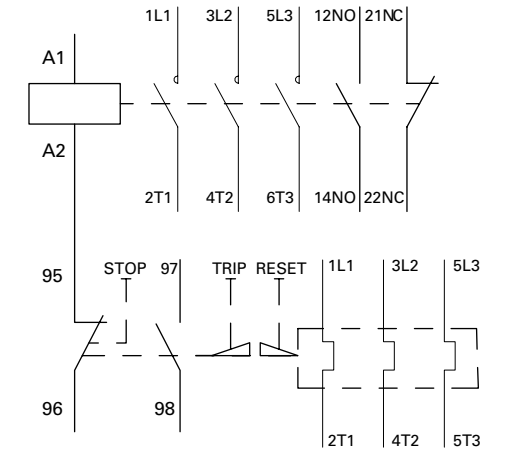 1L1 3L2 5L3 12NO 21NC
A1
A2
2T1 4T2 6T3 14NO 22NC
STOP 97 TRIP RESET 1L1 3L2 5L3
95
96 98
2T1 4T2 5T3